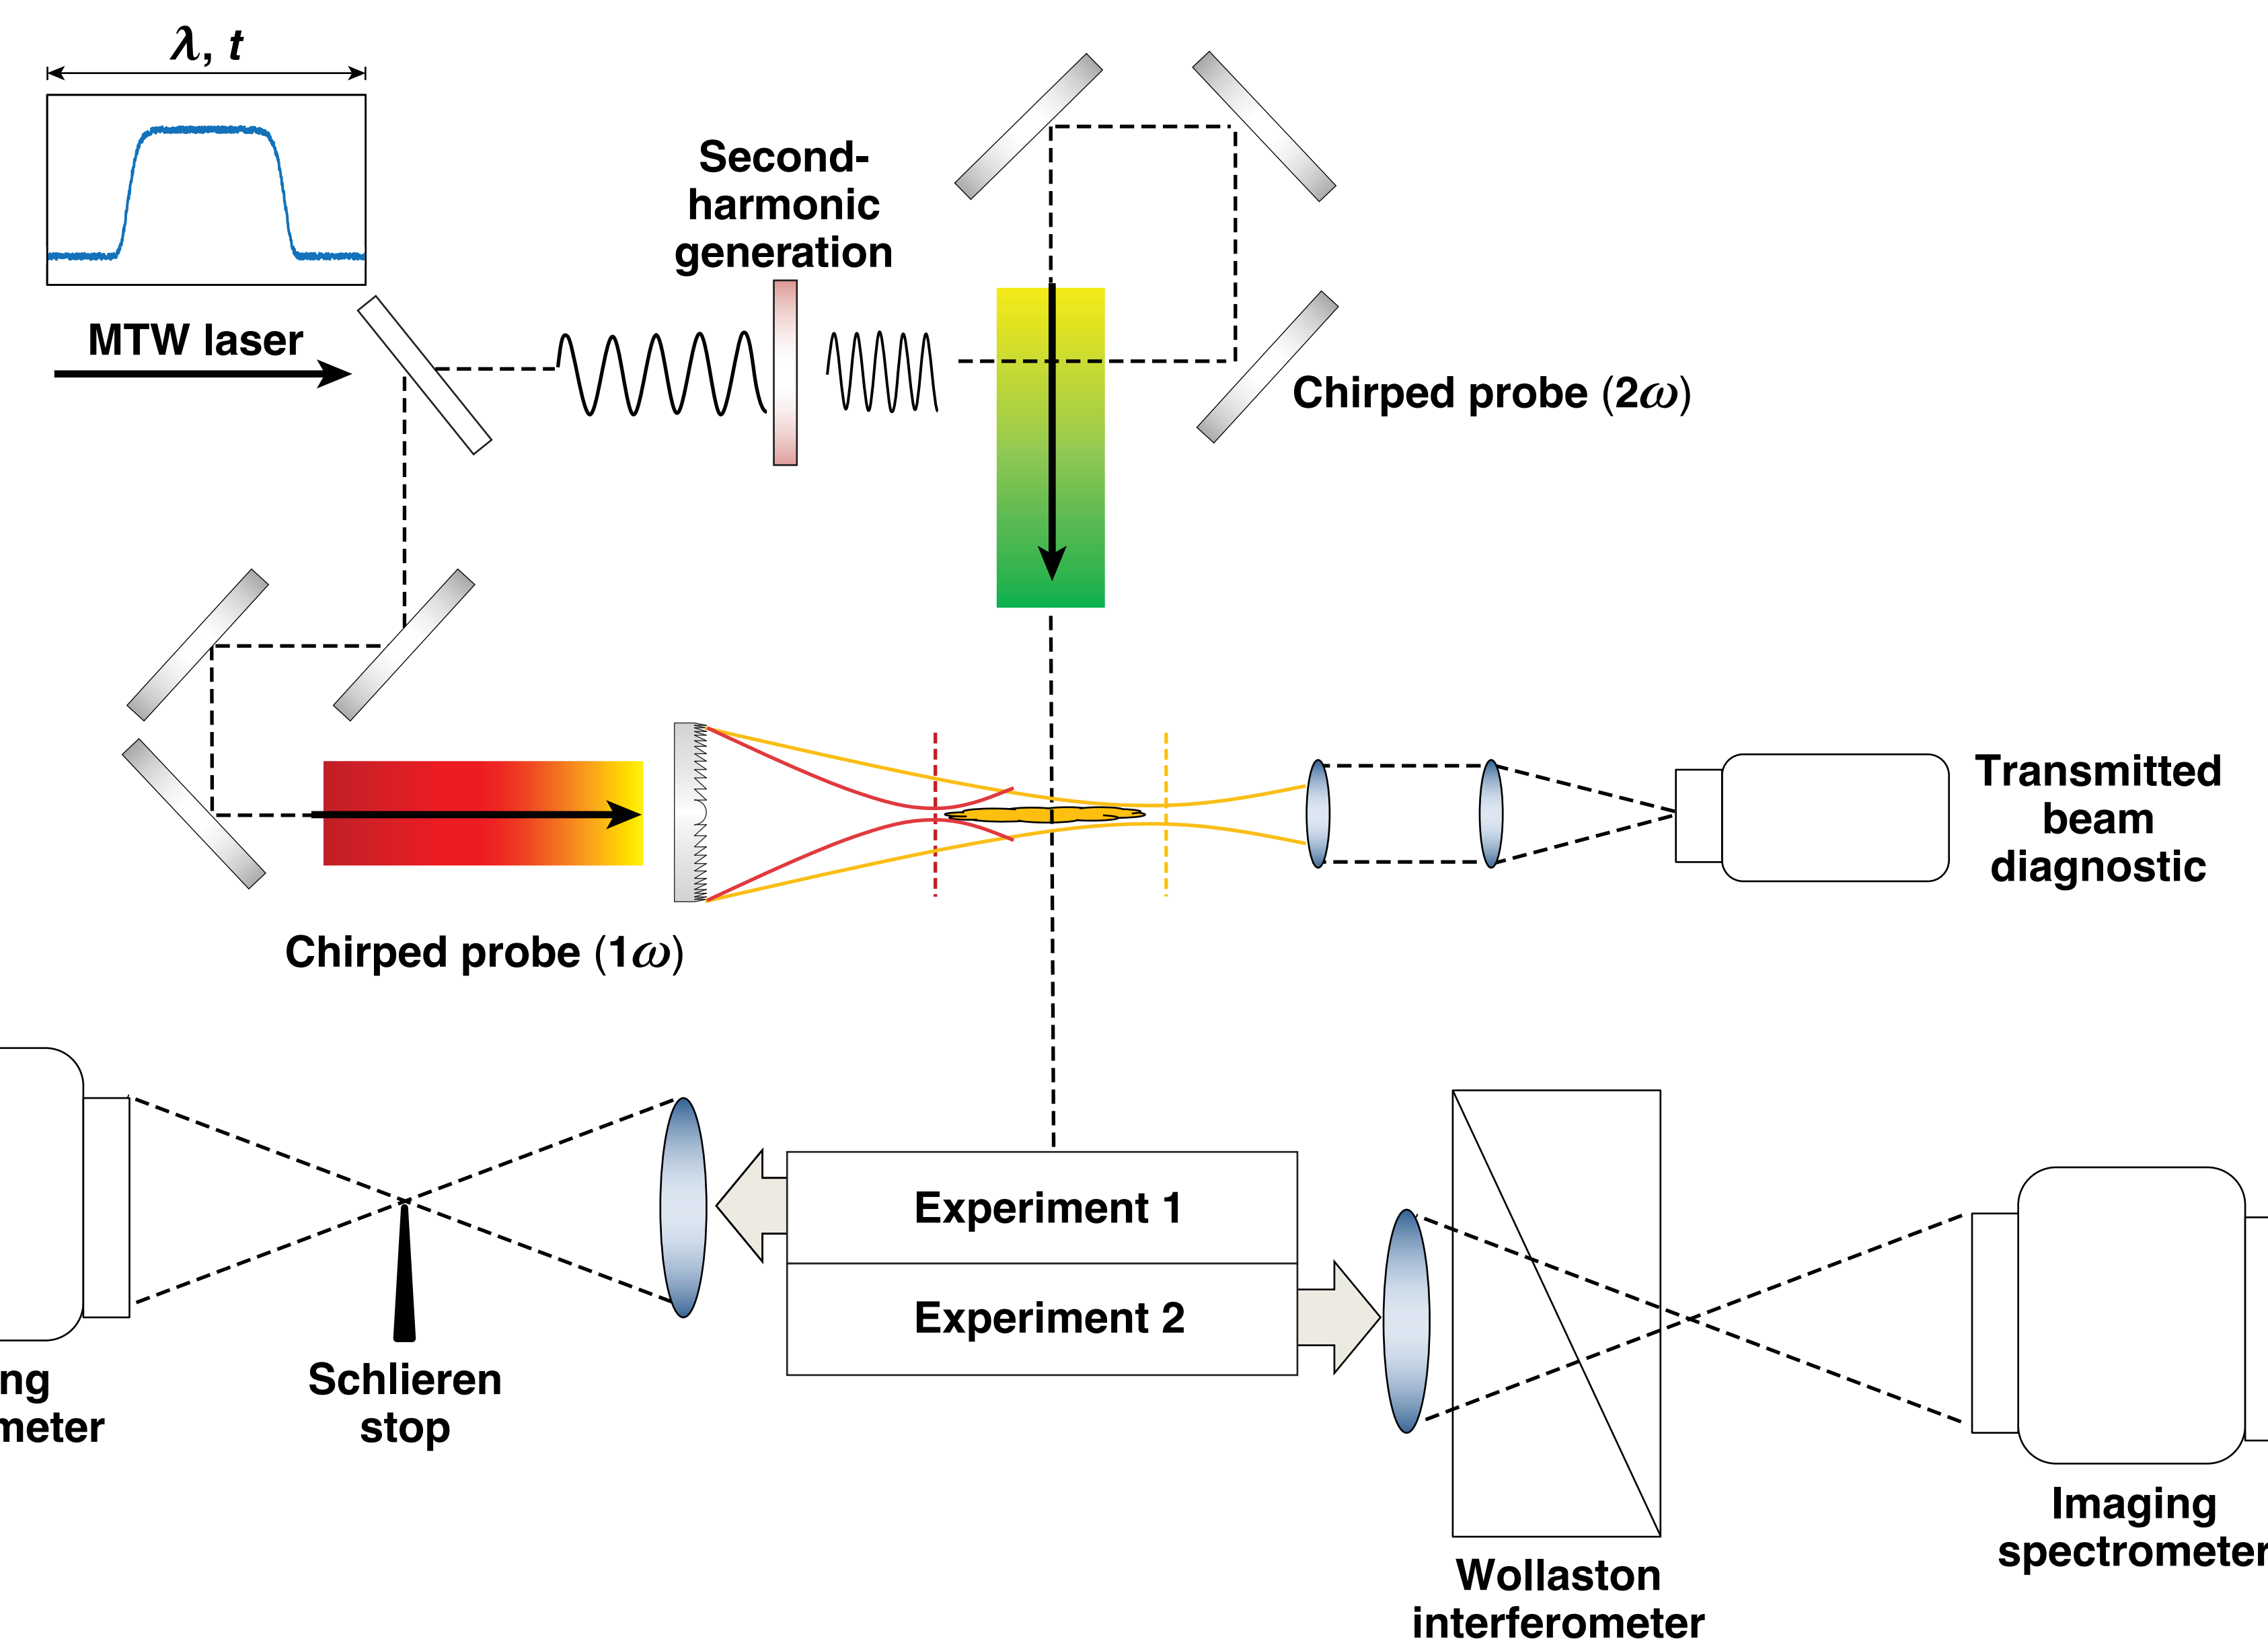 λ, t
MTW laser
Second-
harmonic
generation
Chirped probe (2ω)
Chirped probe (1ω)
Transmitted
beam
diagnostic
Experiment 1
Experiment 2
ng
meter
Schlieren
stop
Imaging
spectrometer
Wollaston
interferometer